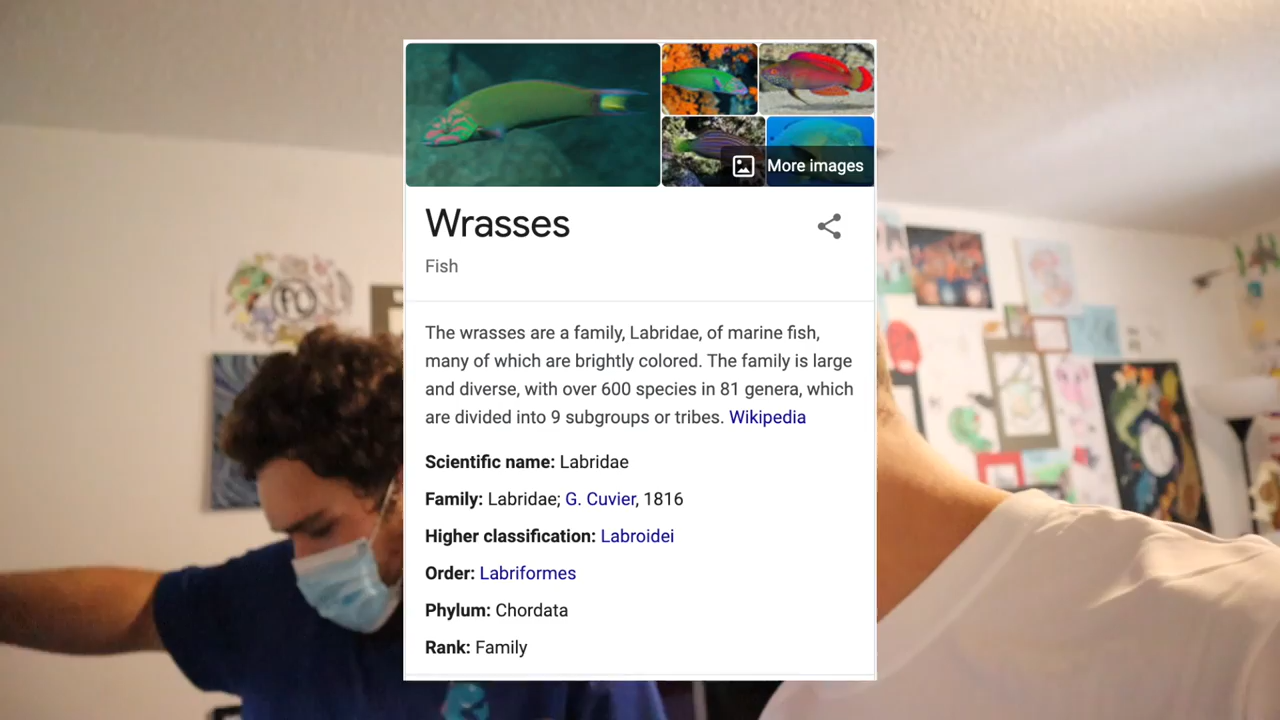 More images
Wrasses
Fish
The wrasses are a family, Labridae, of marine fish,
many of which are brightly colored. The family is large
and diverse, with over 600 species in 81 genera, which
are divided into 9 subgroups or tribes. Wikipedia
Scientific name: Labridae
Family: Labridae; G. Cuvier, 1816
Higher classification: Labroidei
Order: Labriformes
Phylum: Chordata
Rank: Family